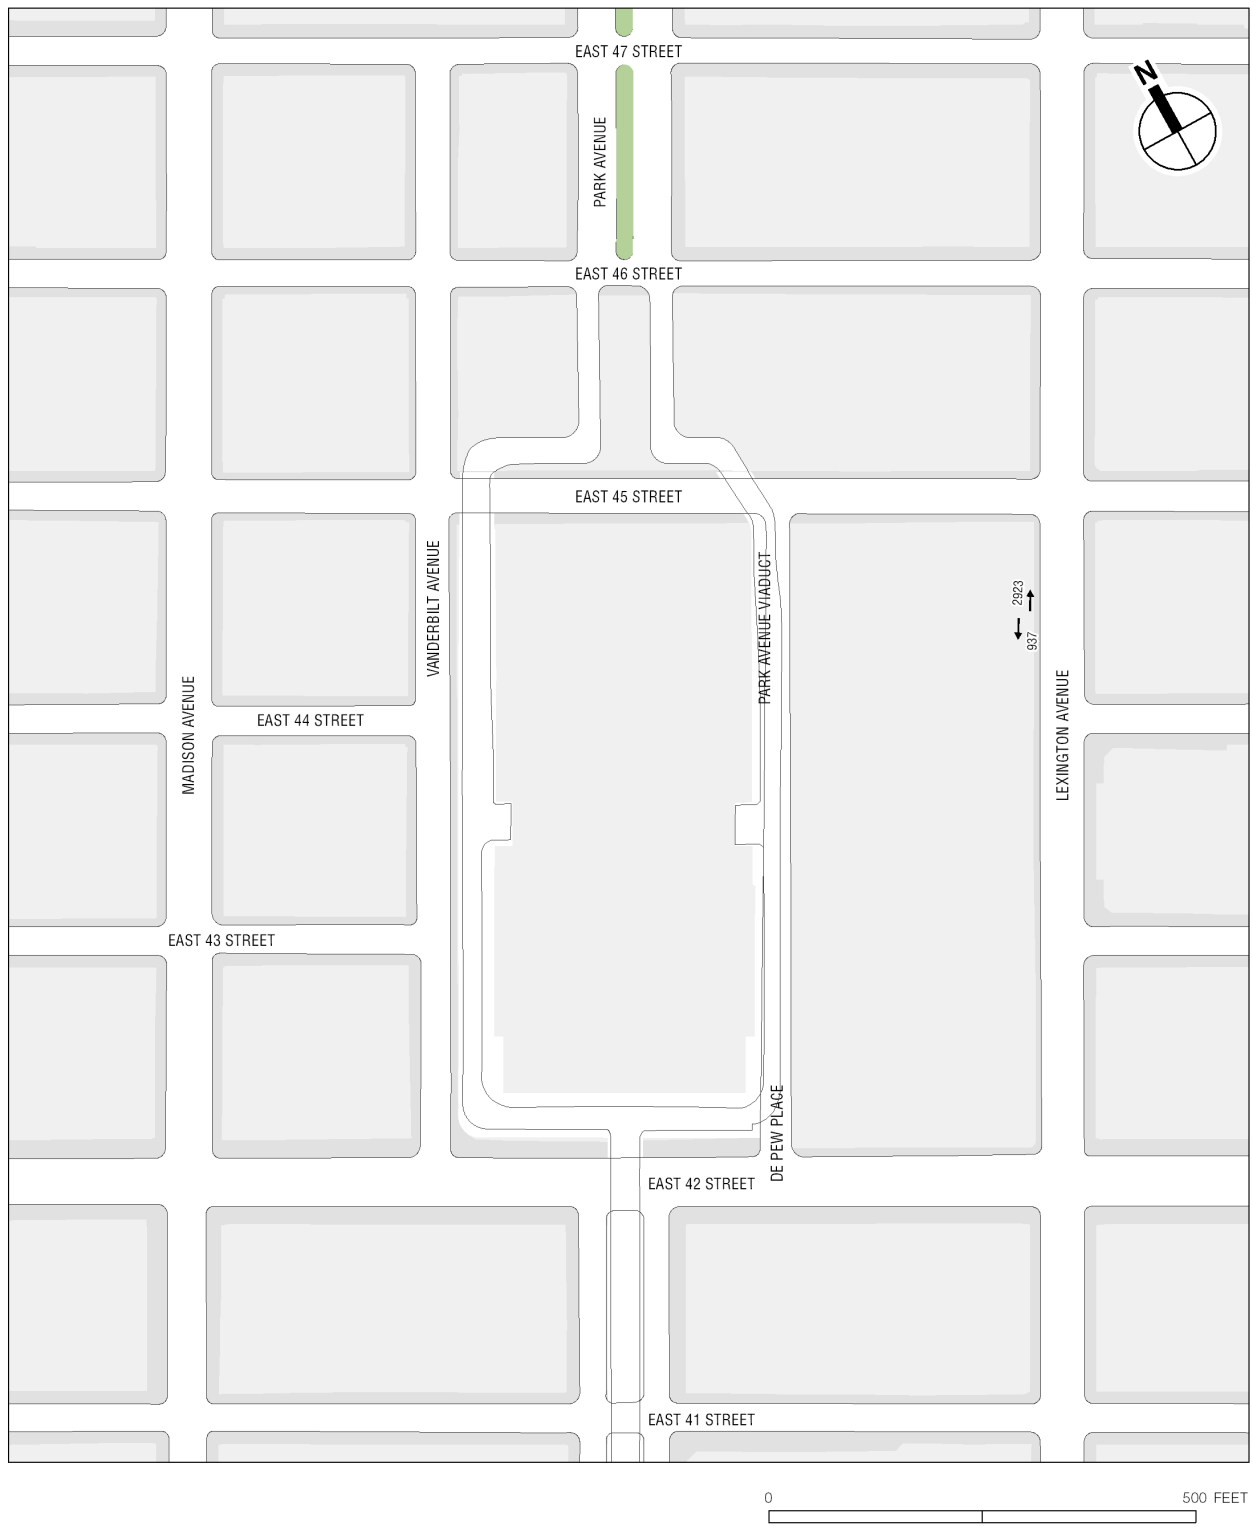 EAST 47 STREET
N
PARK AVENUE
EAST 46 STREET
EAST 45 STREET
VANDERBILT AVENUE
PARK AVENUE VIADUCT
2923
937
MADISON AVENUE
LEXINGTON AVENUE
EAST 44 STREET
EAST 43 STREET
DE PEW PLACE
EAST 42 STREET
EAST 41 STREET
0
500 FEET